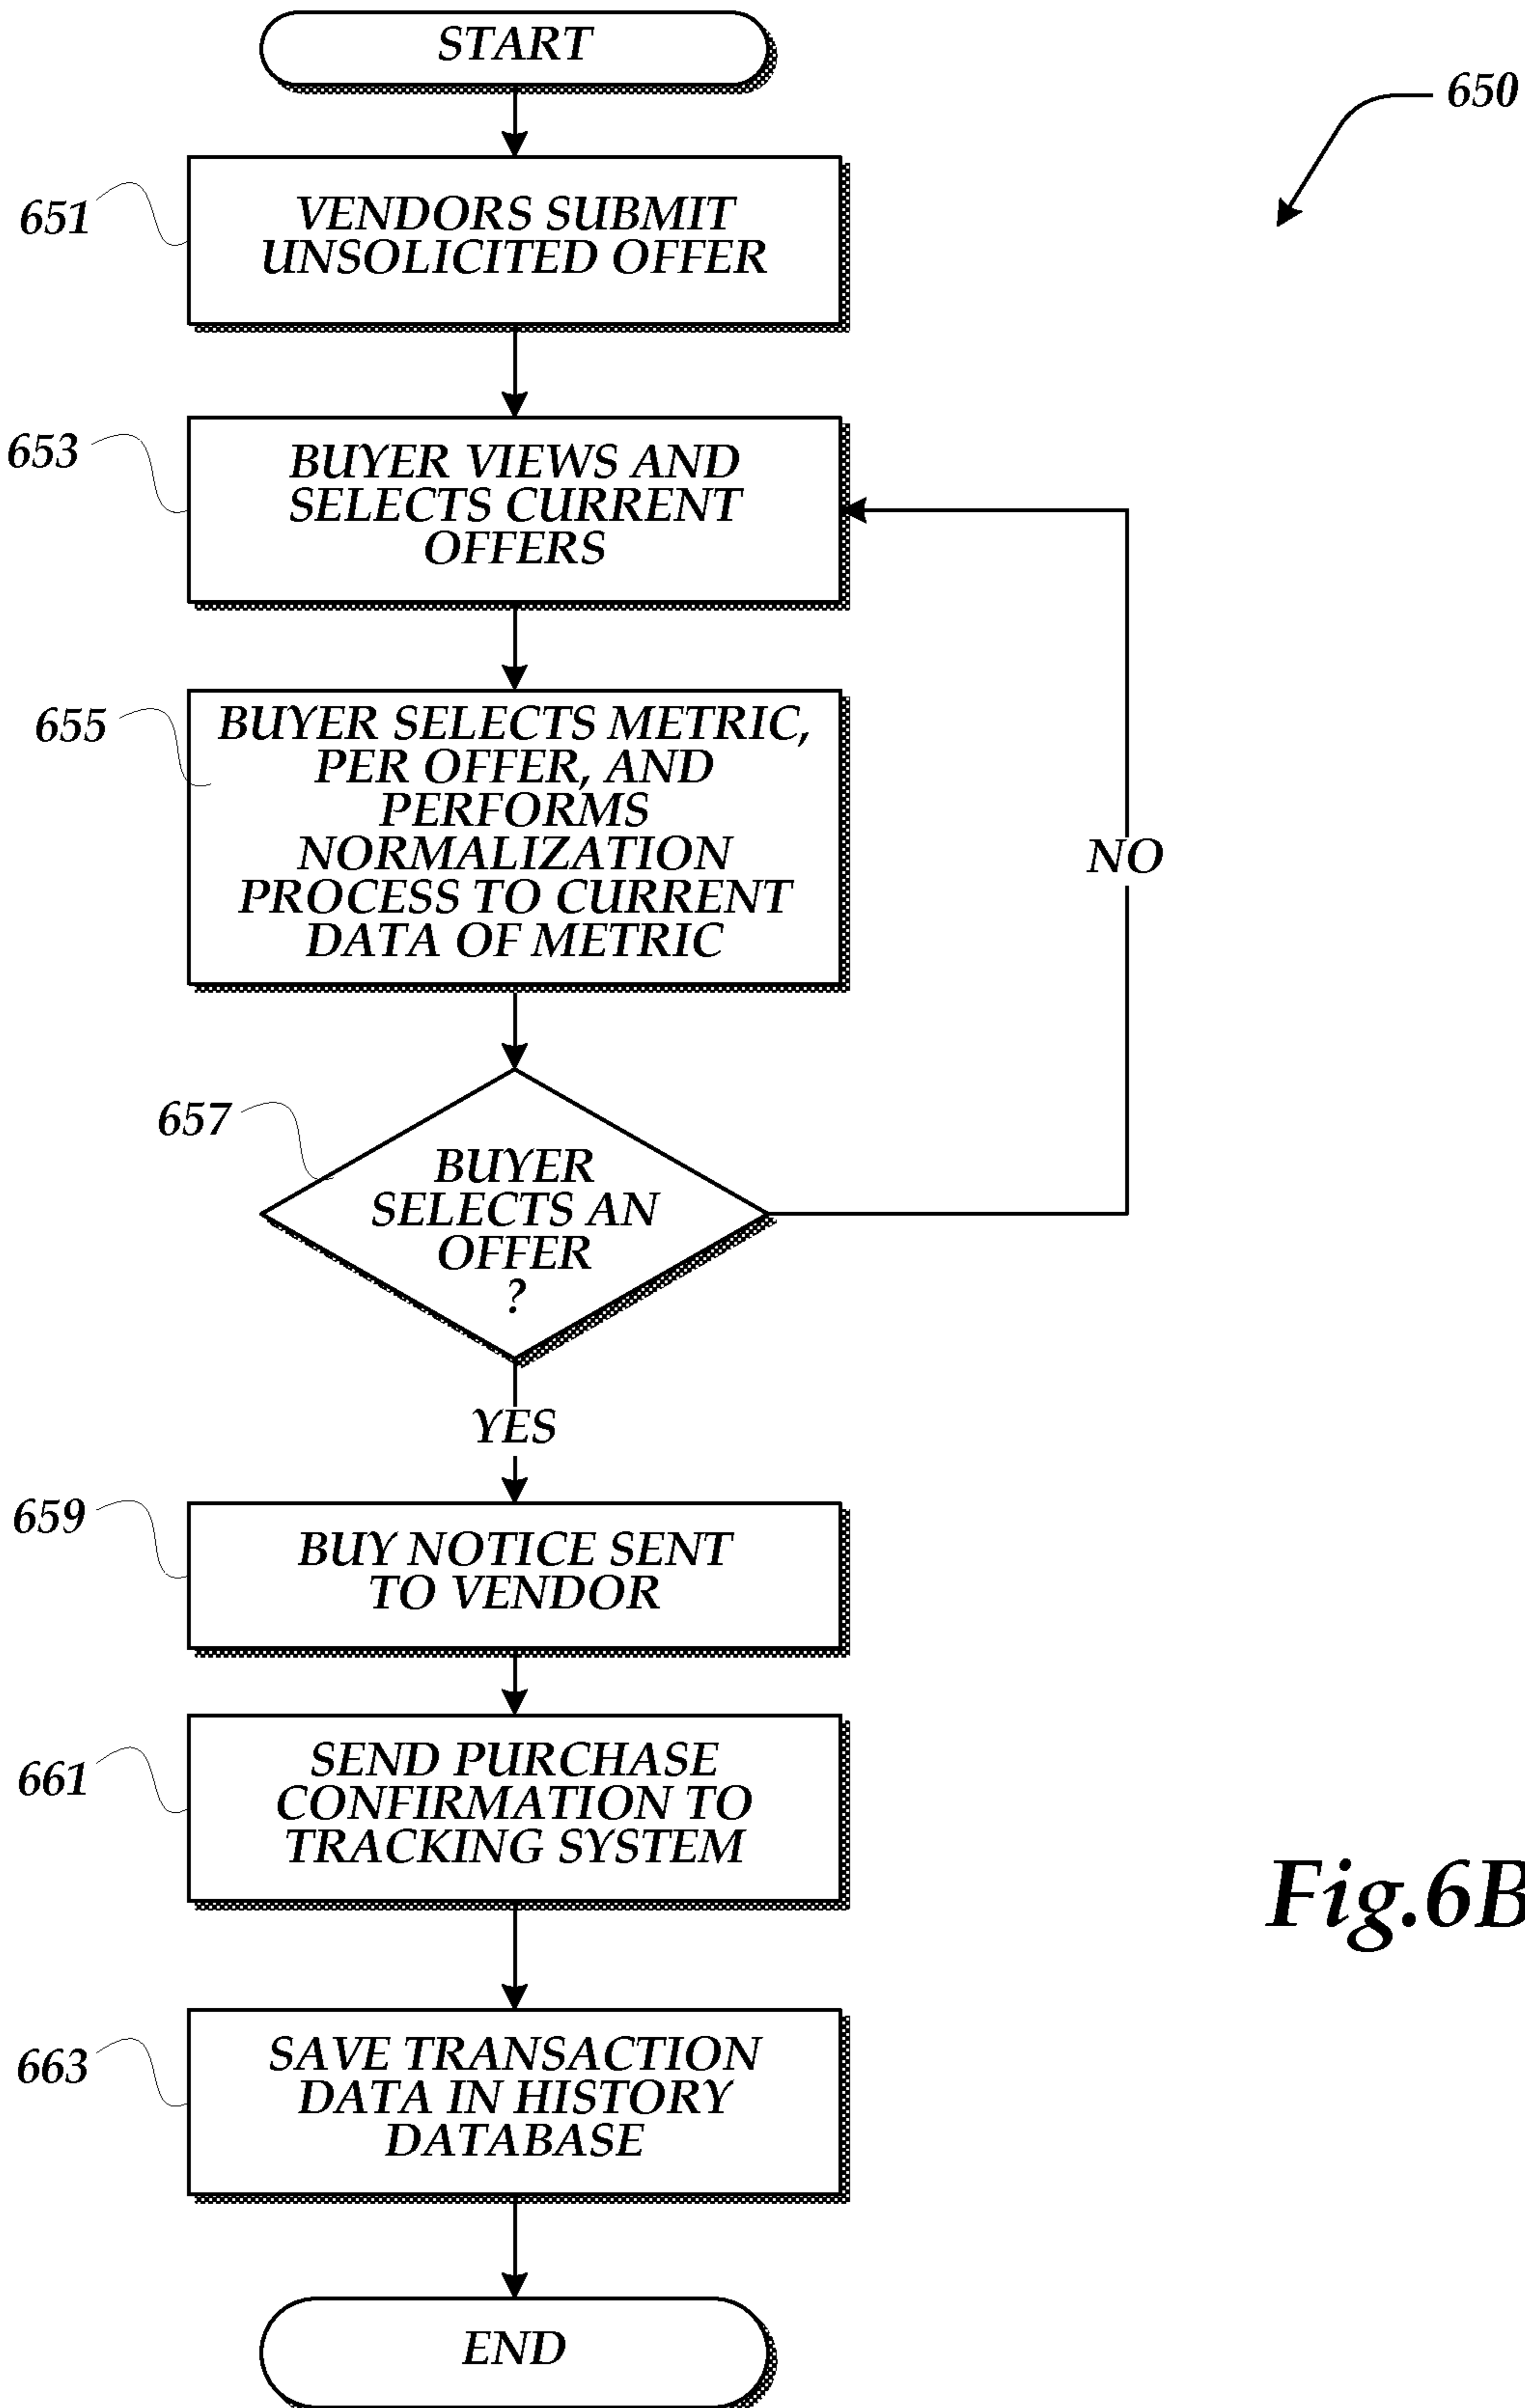 START
650
651
VENDORS SUBMIT
UNSOLICITED OFFER
653
BUYER VIEWS AND
SELECTS CURRENT
OFFERS
655
BUYER SELECTS METRIC,
PER OFFER, AND
PERFORMS
NORMALIZATION
PROCESS TO CURRENT
DATA OF METRIC
NO
657
BUYER
SELECTS AN
OFFER
?
YES
659
BUY NOTICE SENT
TO VENDOR
661
SEND PURCHASE
CONFIRMATION TO
TRACKING SYSTEM
Fig.6B
663
SAVE TRANSACTION
DATA IN HISTORY
DATABASE
END